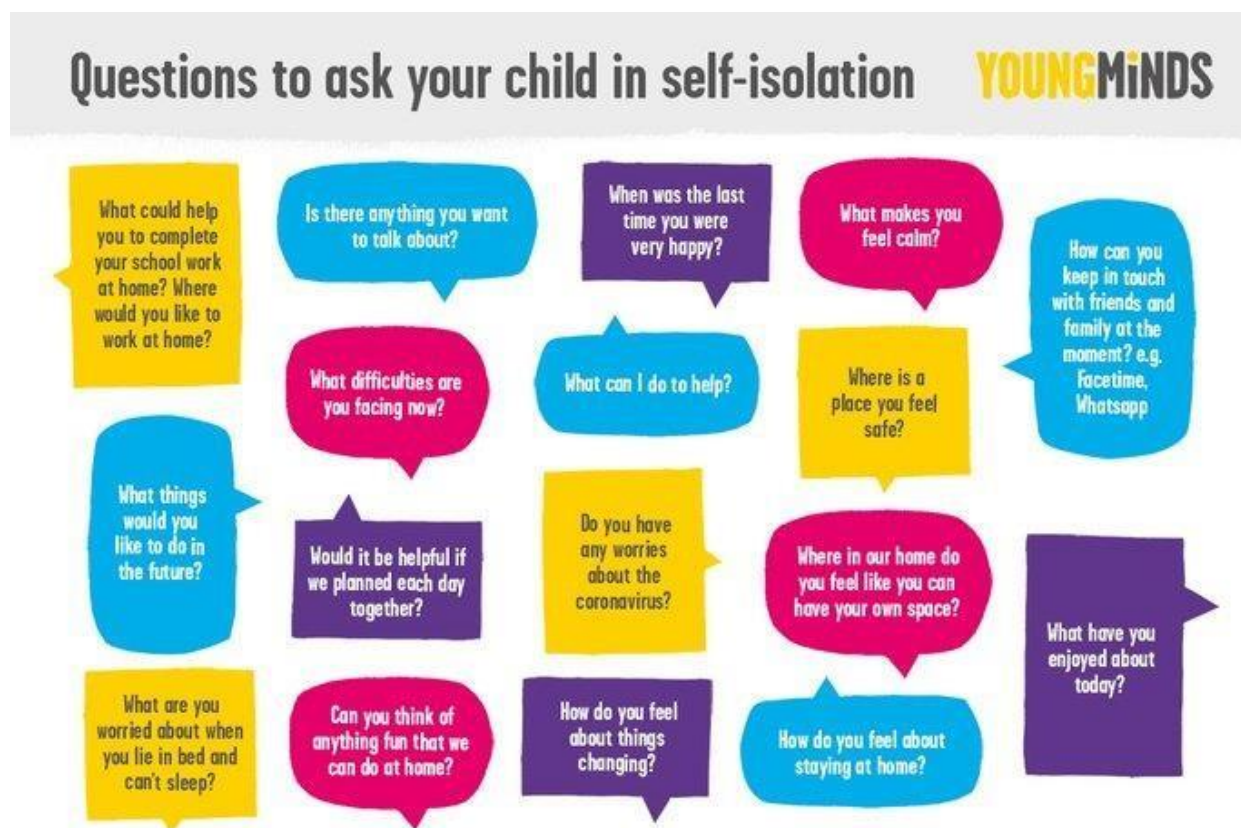 Questions to ask your child in self-isolation
YOUNGMiNDS
What could help
you to complete
your school work
at home? Where
would you like to
work at home?
Is there anything you want
to talk about?
When was the last
time you were
very happy?
What makes you
feel calm?
How can you
keep in touch
with friends and
family at the
moment? e.g.
Facetime,
Whatsapp
What difficulties are
you facing now?
What can I do to help?
Where is a
place you feel
safe?
What things
would you
like to do in
the future?
Would it be helpful if
we planned each day
together?
Do you have
any worries
about the
coronavirus?
Where in our home do
you feel like you can
have your own space?
What have you
enjoyed about
today?
What are you
worried about when
you lie in bed and
can't sleep?
Can you think of
anything fun that we
can do at home?
How do you feel
about things
changing?
How do you feel about
staying at home?